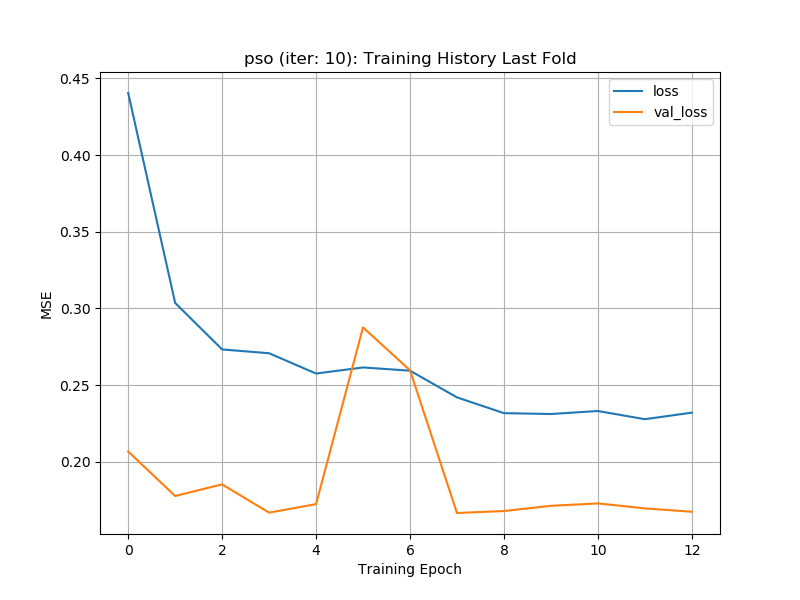 pso (iter: 10): Training History Last Fold
loss
val_loss
MSE
0.45
0.40
0.35
0.30
0.25
0.20
0 2 4 6 8 10 12
Training Epoch